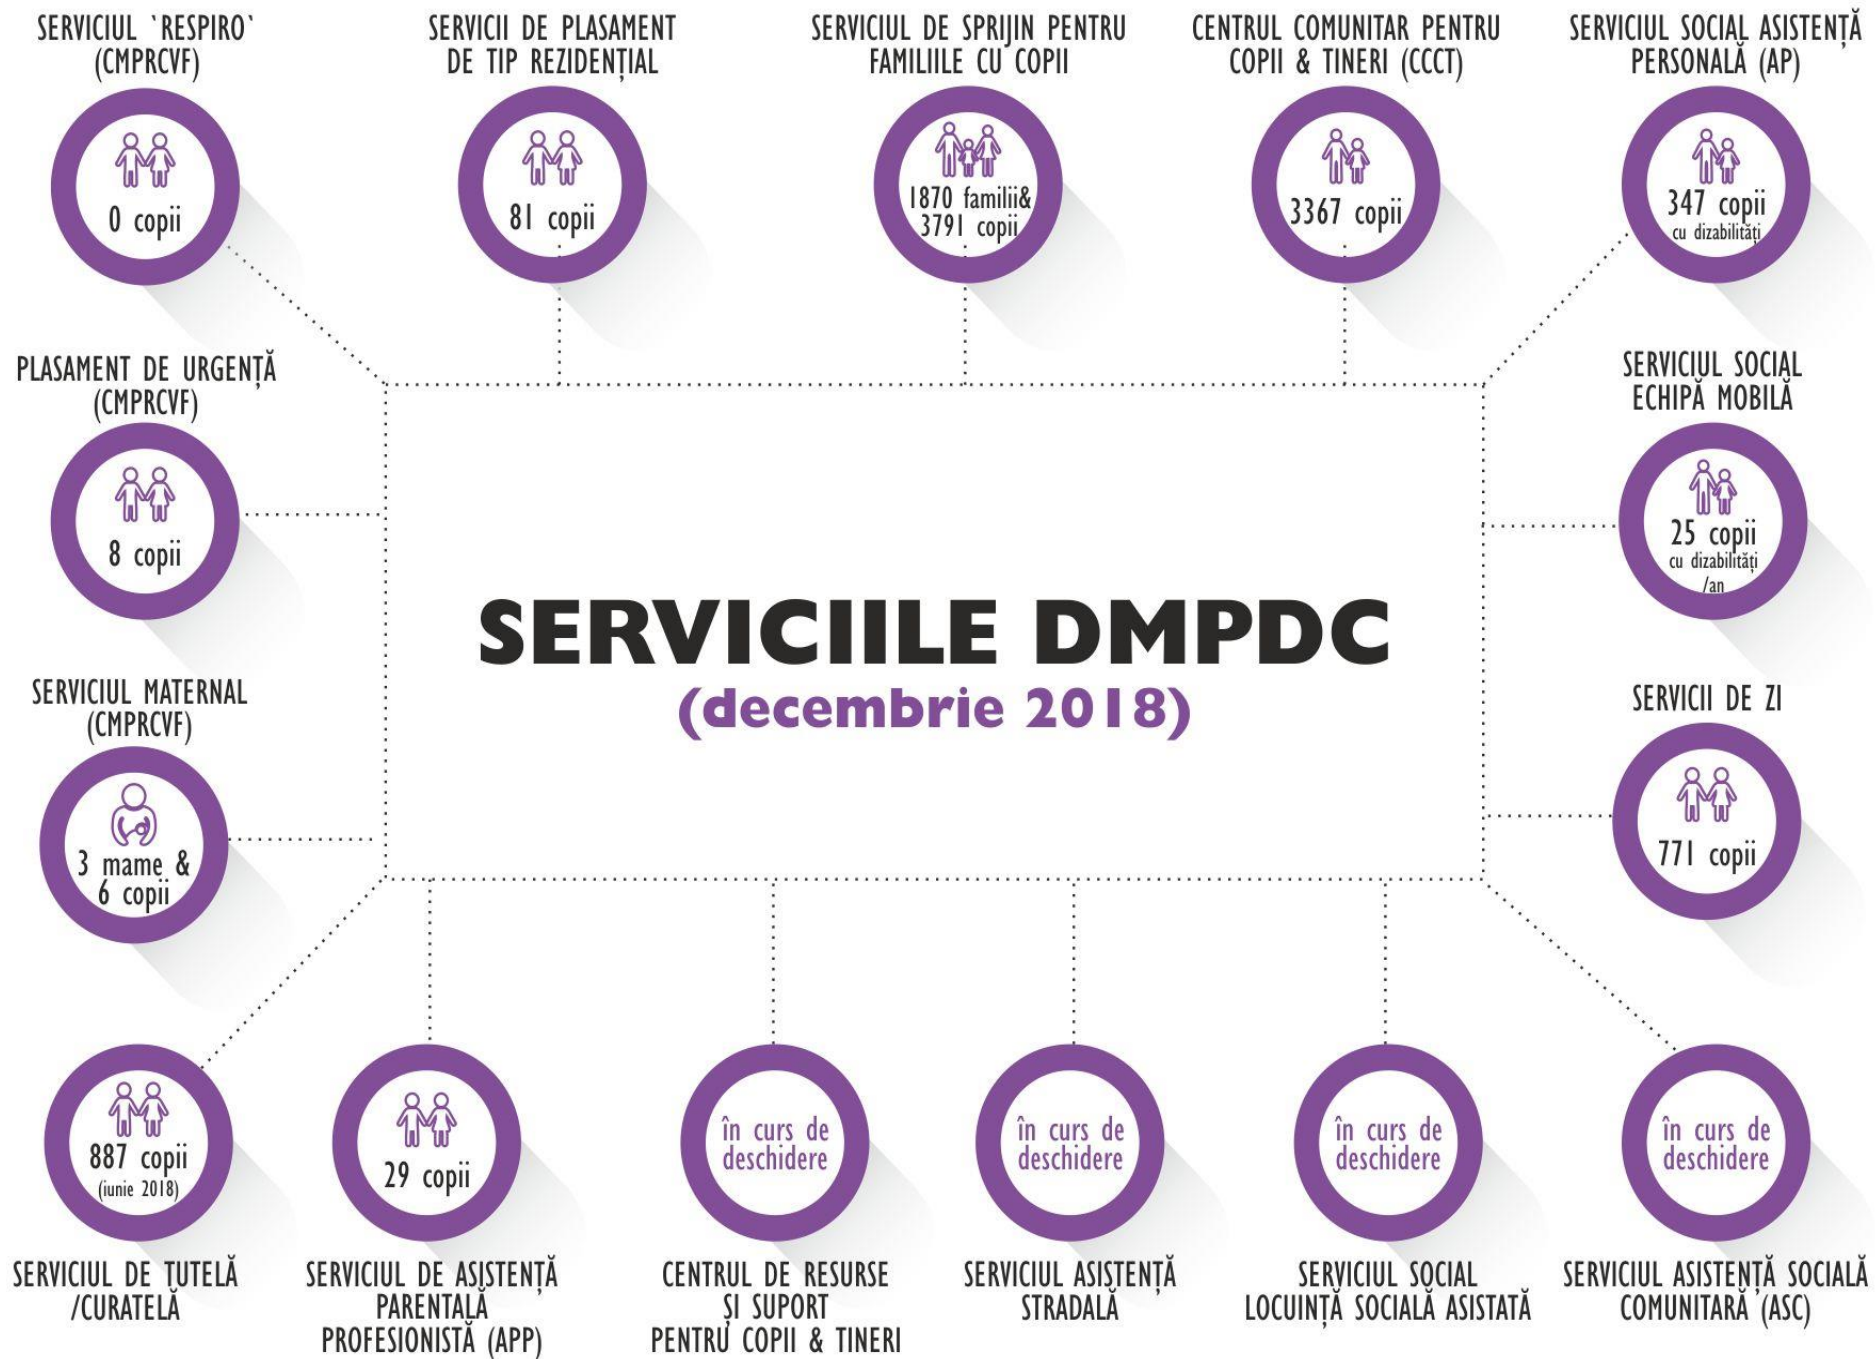 SERVICIUL `RESPIRO`
(CMPRCVF)
0 copii
SERVICII DE PLASAMENT
DE TIP REZIDENȚIAL
81 copii
SERVICIUL DE SPRIJIN PENTRU
FAMILIILE CU COPII
1870 familii&
3791 copii
CENTRUL COMUNITAR PENTRU
COPII & TINERI (CCCT)
3367 copii
SERVICIUL SOCIAL ASISTENȚĂ
PERSONALĂ (AP)
347 copii
cu dizabilități
PLASAMENT DE URGENȚĂ
(CMPRCVF)
8 copii
SERVICIUL SOCIAL
ECHIPĂ MOBILĂ
25 copii
cu dizabilități
/an
SERVICIILE DMPDC
(decembrie 2018)
SERVICIUL MATERNAL
(CMPRCVF)
3 mame &
6 copii
SERVICII DE ZI
771 copii
887 copii
(iunie 2018)
SERVICIUL DE TUTELĂ
/CURATELĂ
29 copii
SERVICIUL DE ASISTENȚĂ
PARENTALĂ
PROFESIONISTĂ (APP)
în curs de
deschidere
CENTRUL DE RESURSE
ȘI SUPORT
PENTRU COPII & TINERI
în curs de
deschidere
SERVICIUL ASISTENȚĂ
STRADALĂ
în curs de
deschidere
SERVICIUL SOCIAL
LOCUINȚĂ SOCIALĂ ASISTATĂ
în curs de
deschidere
SERVICIUL ASISTENȚĂ SOCIALĂ
COMUNITARĂ (ASC)